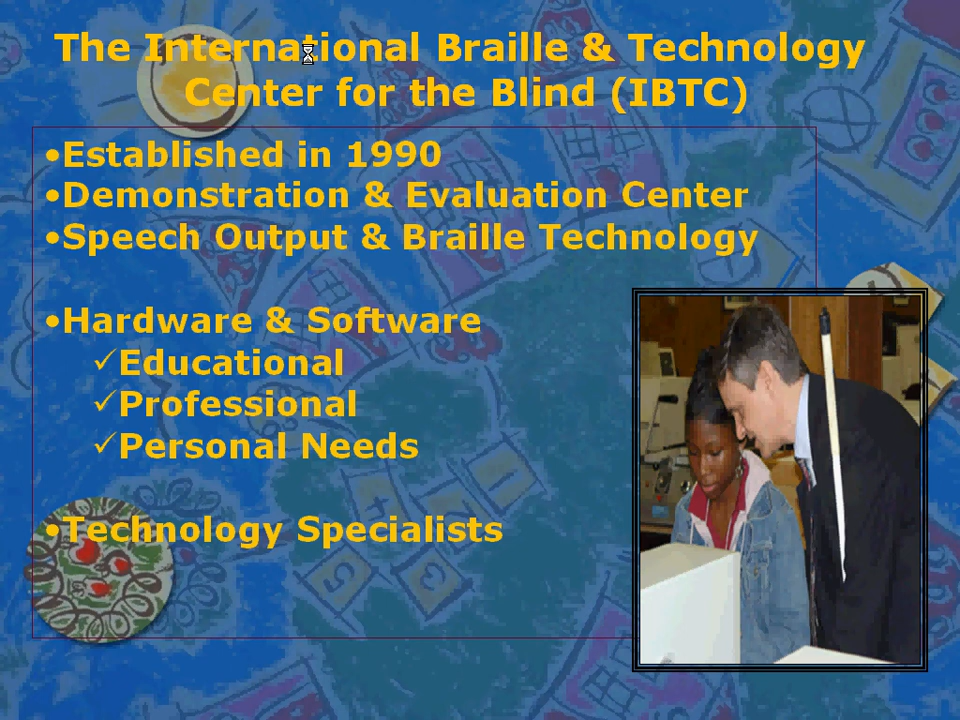 The International Braille & Technology
Center for the Blind (IBTC)
•Established in 1990
•Demonstration & Evaluation Center
•Speech Output & Braille Technology
•Hardware & Software
✓Educational
✓Professional
✓Personal Needs
•Technology Specialists